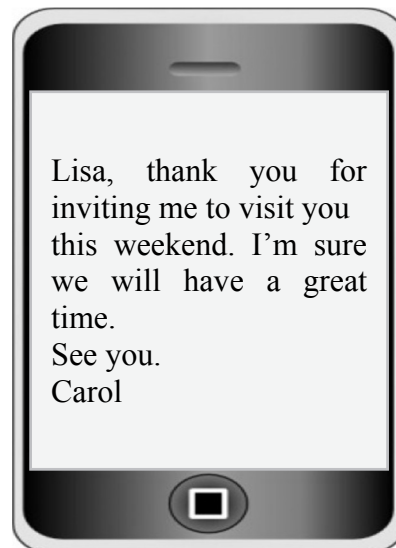 Lisa, thank you for
inviting me to visit you
this weekend. I’m sure
we will have a great
time.
See you.
Carol